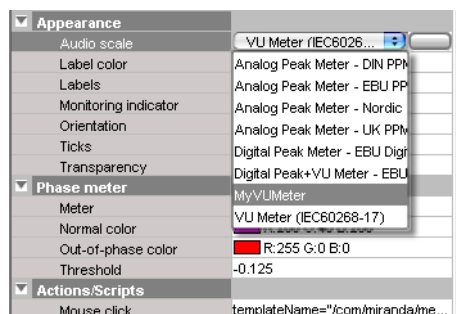 Appearance
Audio scale VU Meter (IEC6026...
Label color Analog Peak Meter - DIN PPM
Labels Analog Peak Meter - EBU PP
Monitoring indicator Analog Peak Meter - Nordic
Orientation Analog Peak Meter - UK PPM
Ticks Digital Peak Meter - EBU Digi
Transparency Digital Peak+VU Meter - EBU
Phase meter MyVUMeter
Meter VU Meter (IEC60268-17)
Normal color
Out-of-phase color R:255 G:0 B:0
Threshold -0.125
Actions/Scripts
Mouse click templateName="/com/miranda/me...